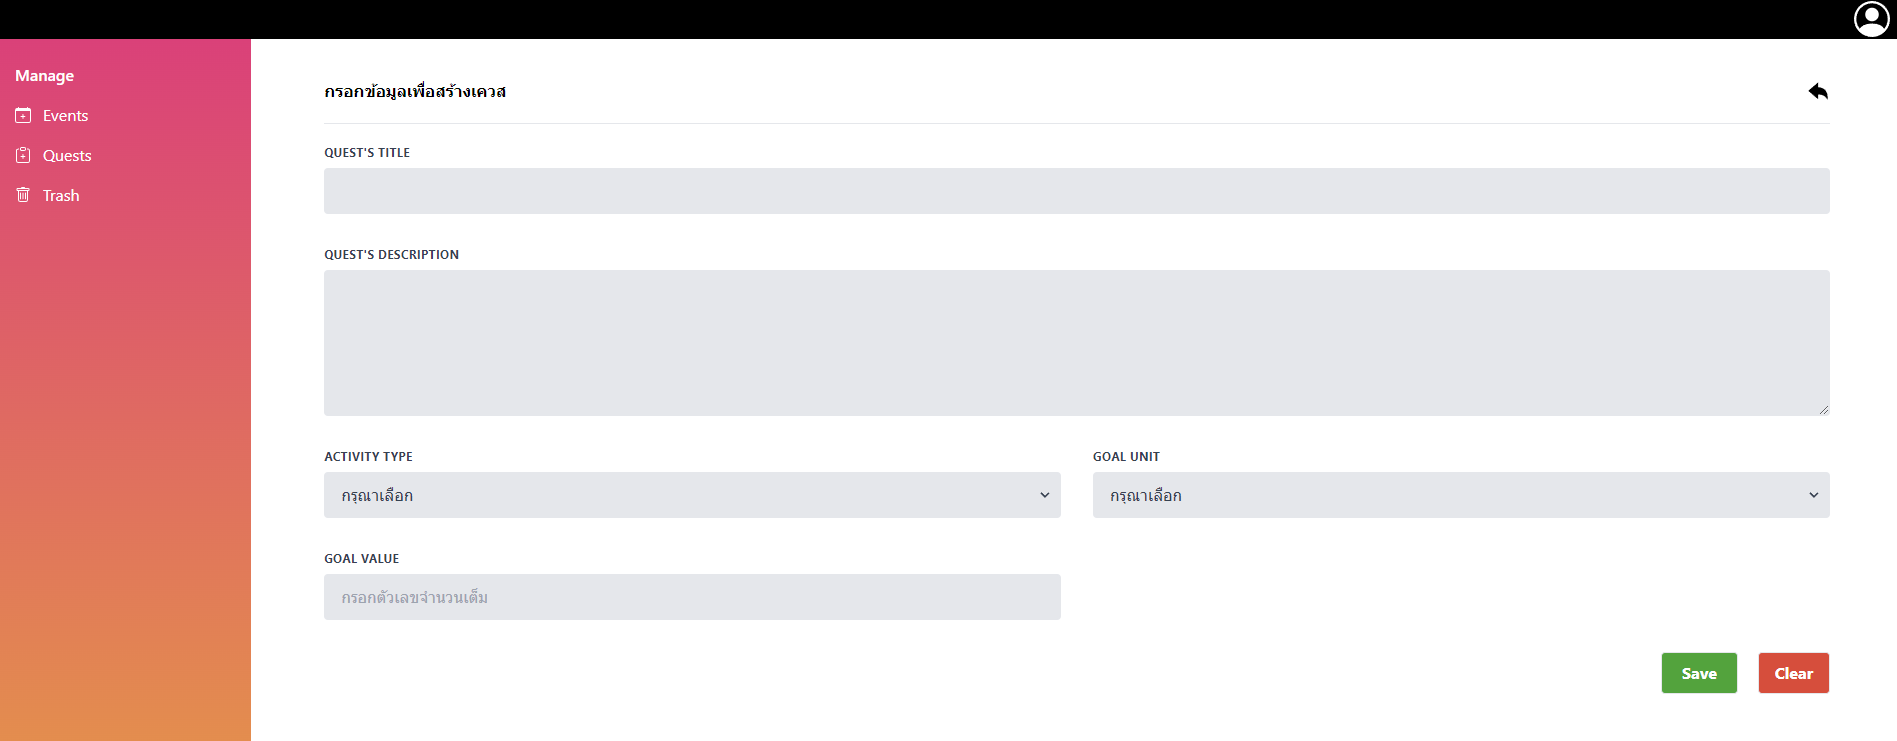 Manage
Events
Quests
Trash
กรอกข้อมูลเพื่อสร้างเควส
QUEST'S TITLE
QUEST'S DESCRIPTION
ACTIVITY TYPE
GOAL UNIT
กรุณาเลือก
กรุณาเลือก
GOAL VALUE
กรอกตัวเลขจำนวนเต็ม
Save
Clear